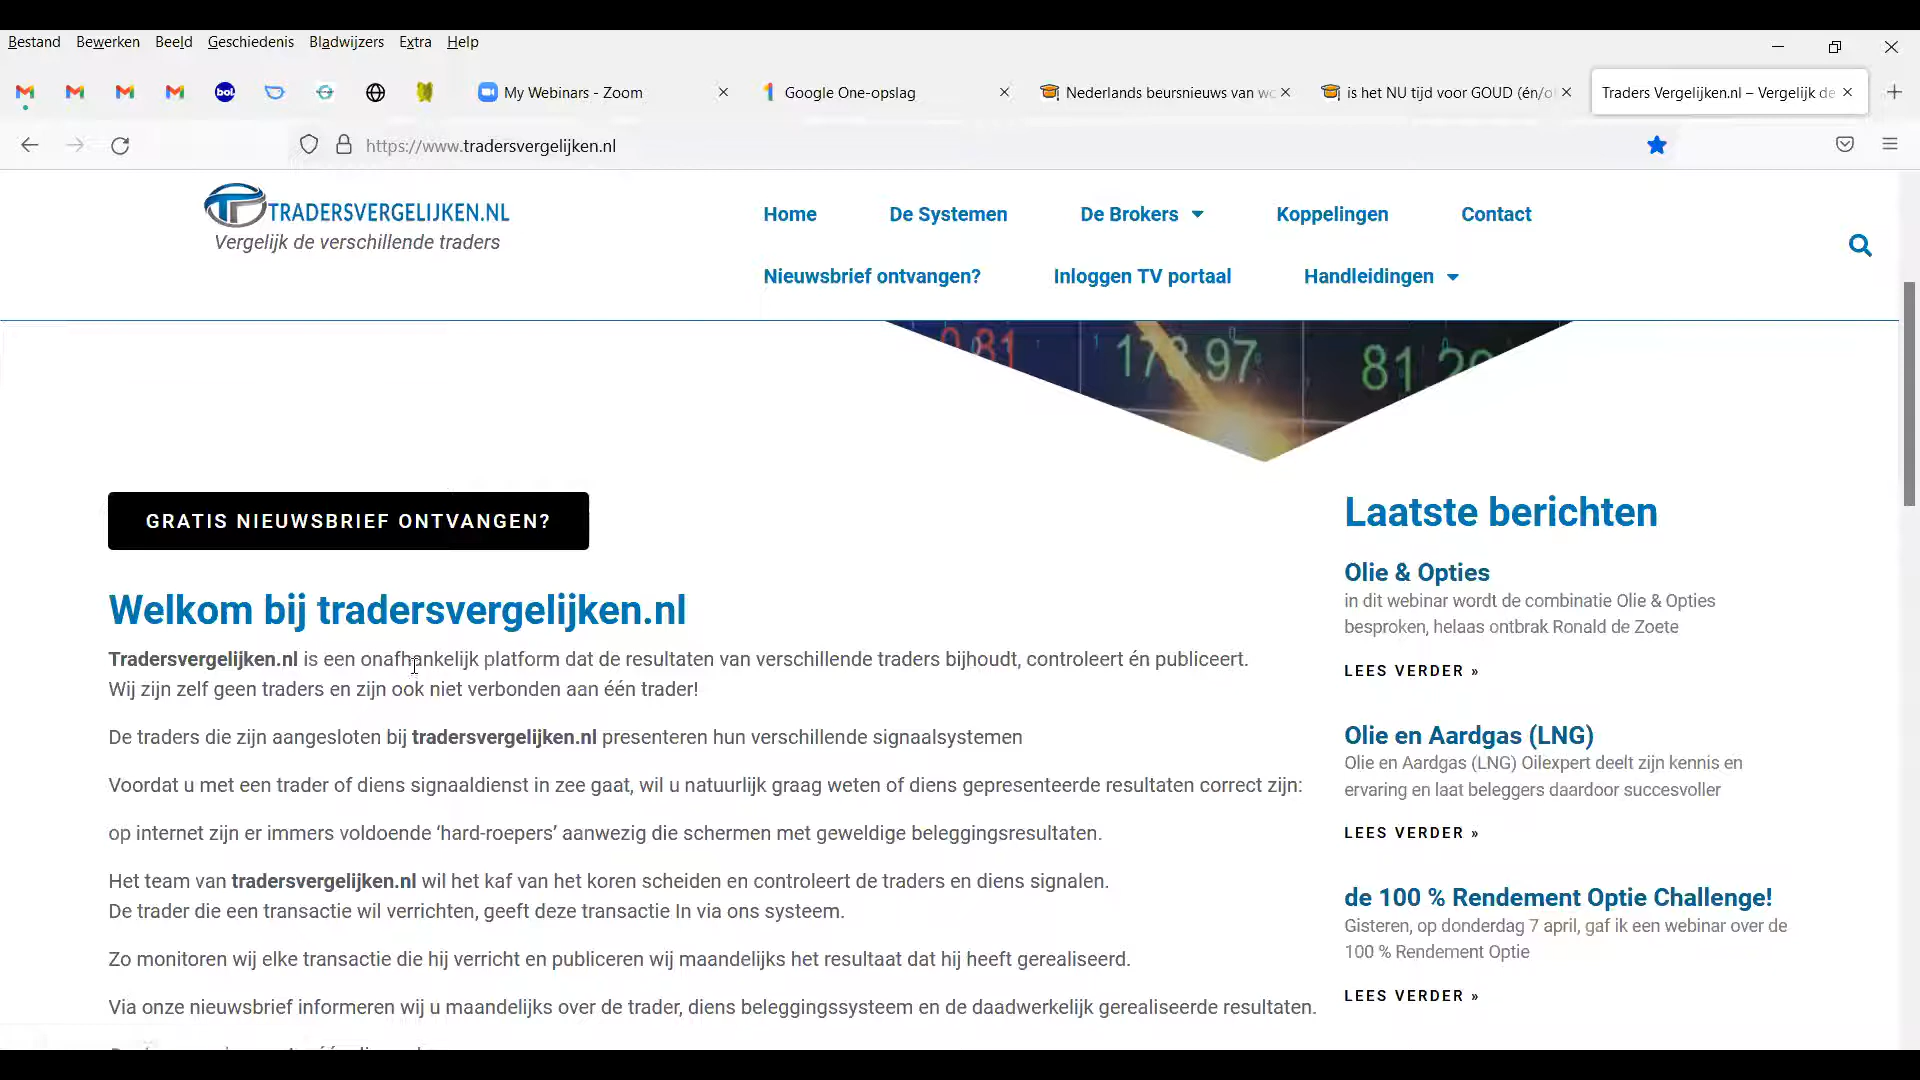 Bestand Bewerken Beeld Geschiedenis Bladwijzers Extra Help
bol. My Webinars - Zoom Google One-opslag Nederlands beursnieuws van wo is het NU tijd voor GOUD (én/o Traders Vergelijken.nl – Vergelijk de
https://www.tradersvergelijken.nl
TRADERSVERGELIJKEN.NL
Vergelijk de verschillende traders
Home De Systemen De Brokers Koppelingen Contact
Nieuwsbrief ontvangen? Inloggen TV portaal Handleidingen
0.81 178.97
GRATIS NIEUWSBRIEF ONTVANGEN?
Welkom bij tradersvergelijken.nl
Tradersvergelijken.nl is een onafhankelijk platform dat de resultaten van verschillende traders bijhoudt, controleert én publiceert.
Wij zijn zelf geen traders en zijn ook niet verbonden aan één trader!
De traders die zijn aangesloten bij tradersvergelijken.nl presenteren hun verschillende signaalsystemen
Voordat u met een trader of diens signaaldienst in zee gaat, wil u natuurlijk graag weten of diens gepresenteerde resultaten correct zijn:
op internet zijn er immers voldoende ‘hard-roepers’ aanwezig die schermen met geweldige beleggingsresultaten.
Het team van tradersvergelijken.nl wil het kaf van het koren scheiden en controleert de traders en diens signalen.
De trader die een transactie wil verrichten, geeft deze transactie In via ons systeem.
Zo monitoren wij elke transactie die hij verricht en publiceren wij maandelijks het resultaat dat hij heeft gerealiseerd.
Via onze nieuwsbrief informeren wij u maandelijks over de trader, diens beleggingssysteem en de daadwerkelijk gerealiseerde resultaten.
Laatste berichten
Olie & Opties
in dit webinar wordt de combinatie Olie & Opties
besproken, helaas ontbrak Ronald de Zoete
LEES VERDER »
Olie en Aardgas (LNG)
Olie en Aardgas (LNG) Oilexpert deelt zijn kennis en
ervaring en laat beleggers daardoor succesvoller
LEES VERDER »
de 100 % Rendement Optie Challenge!
Gisteren, op donderdag 7 april, gaf ik een webinar over de
100 % Rendement Optie
LEES VERDER »